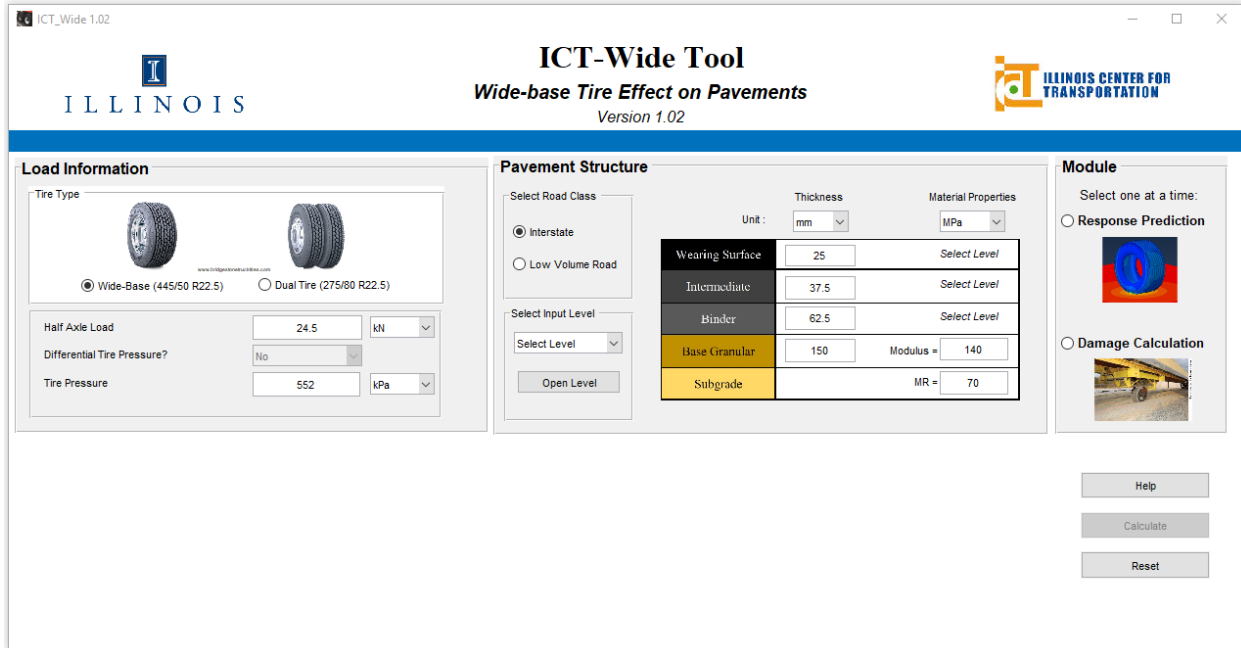 ICT_Wide 1.02
I
ILLINOIS
ICT-Wide Tool
Wide-base Tire Effect on Pavements
Version 1.02
ICT ILLINOIS CENTER FOR
TRANSPORTATION
Load Information
Tire Type
www.bridgestonetrucktires.com
Wide-Base (445/50 R22.5)
Dual Tire (275/80 R22.5)
Half Axle Load 24.5 kN
Differential Tire Pressure? No
Tire Pressure 552 kPa
Pavement Structure
Select Road Class
Interstate
Low Volume Road
Select Input Level
Select Level
Open Level
Thickness Material Properties
Unit : mm MPa
Wearing Surface 25 Select Level
Intermediate 37.5 Select Level
Binder 62.5 Select Level
Base Granular 150 Modulus = 140
Subgrade MR = 70
Module
Select one at a time:
Response Prediction
Damage Calculation
Help
Calculate
Reset